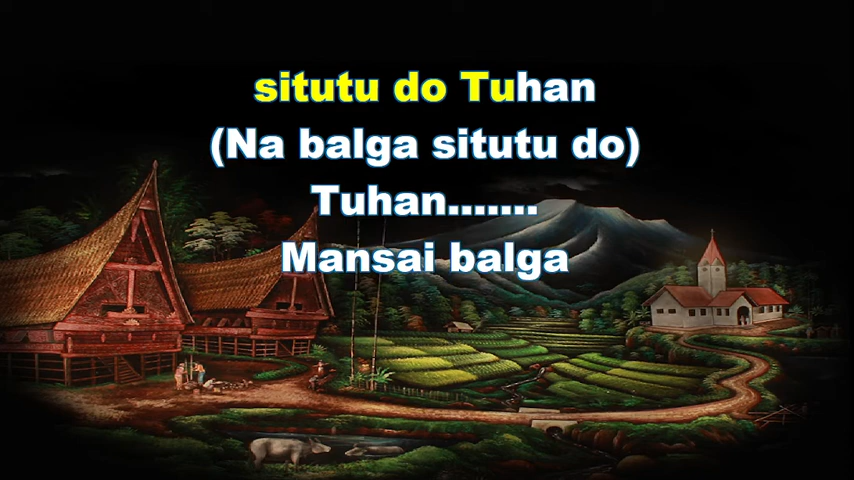 situtu do Tuhan
(Na balga situtu do)
Tuhan.......
Mansai balga